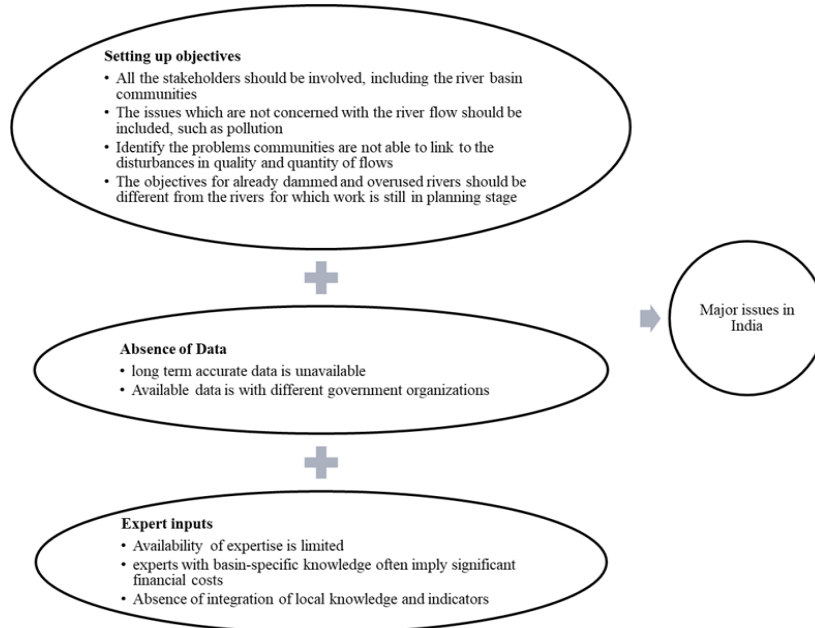 Setting up objectives
• All the stakeholders should be involved, including the river basin
communities
• The issues which are not concerned with the river flow should be
included, such as pollution
• Identify the problems communities are not able to link to the
disturbances in quality and quantity of flows
• The objectives for already dammed and overused rivers should be
different from the rivers for which work is still in planning stage
Absence of Data
• long term accurate data is unavailable
• Available data is with different government organizations
Expert inputs
• Availability of expertise is limited
• experts with basin-specific knowledge often imply significant
financial costs
• Absence of integration of local knowledge and indicators
Major issues in
India